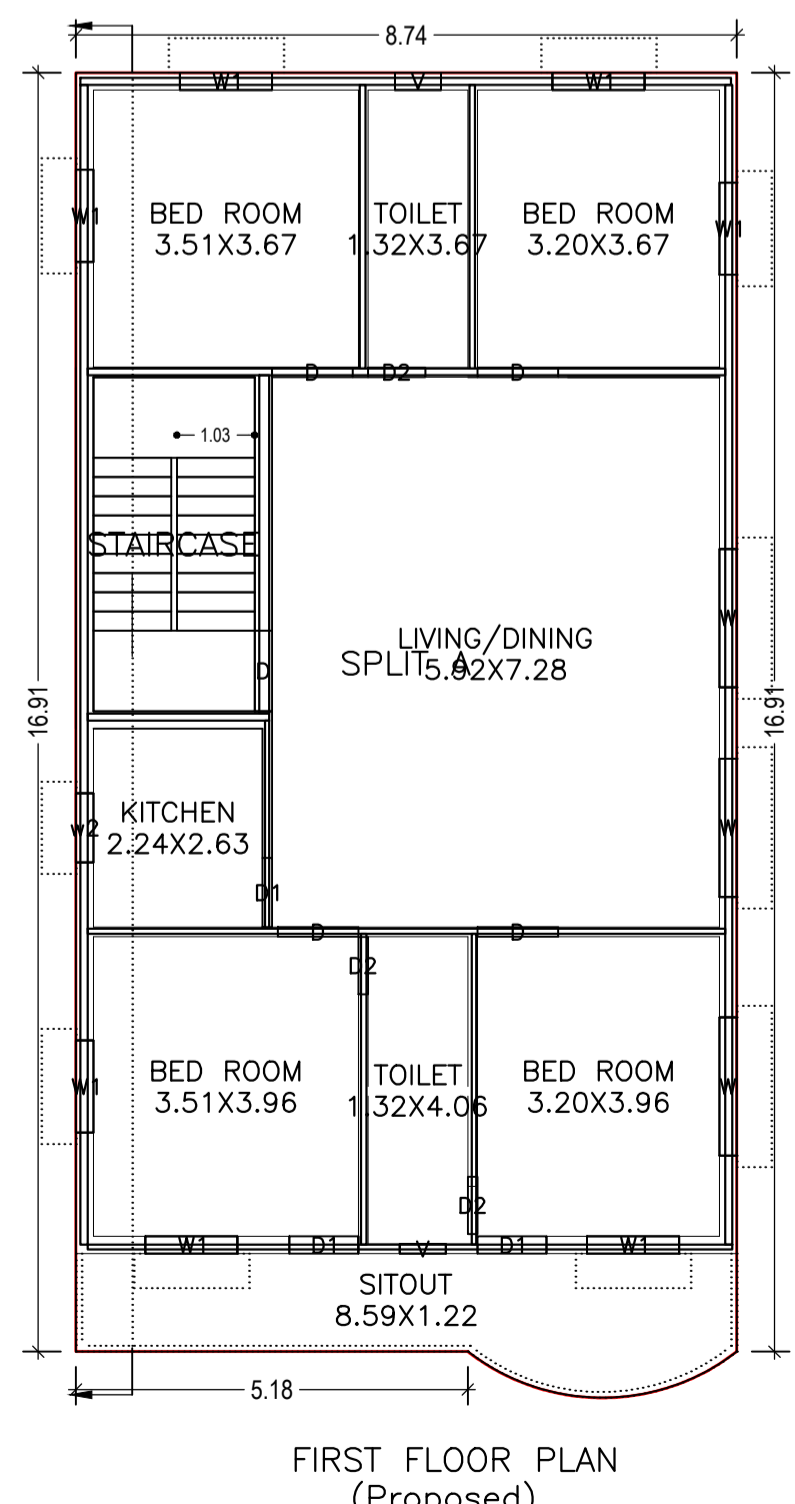 8.74
W1
V
W1
W1
W1
BED ROOM
3.51X3.67
TOILET
1.32X3.67
BED ROOM
3.20X3.67
D
D2
D
1.03
STAIRCASE
W
LIVING/DINING
5.92X7.28
SPLIT A
D
16.91
16.91
KITCHEN
2.24X2.63
W2
W
D1
D
D
D2
BED ROOM
3.51X3.96
TOILET
1.32X4.06
BED ROOM
3.20X3.96
W1
W
D2
W1
D1
V
D1
W1
SITOUT
8.59X1.22
5.18
FIRST FLOOR PLAN
(Proposed)